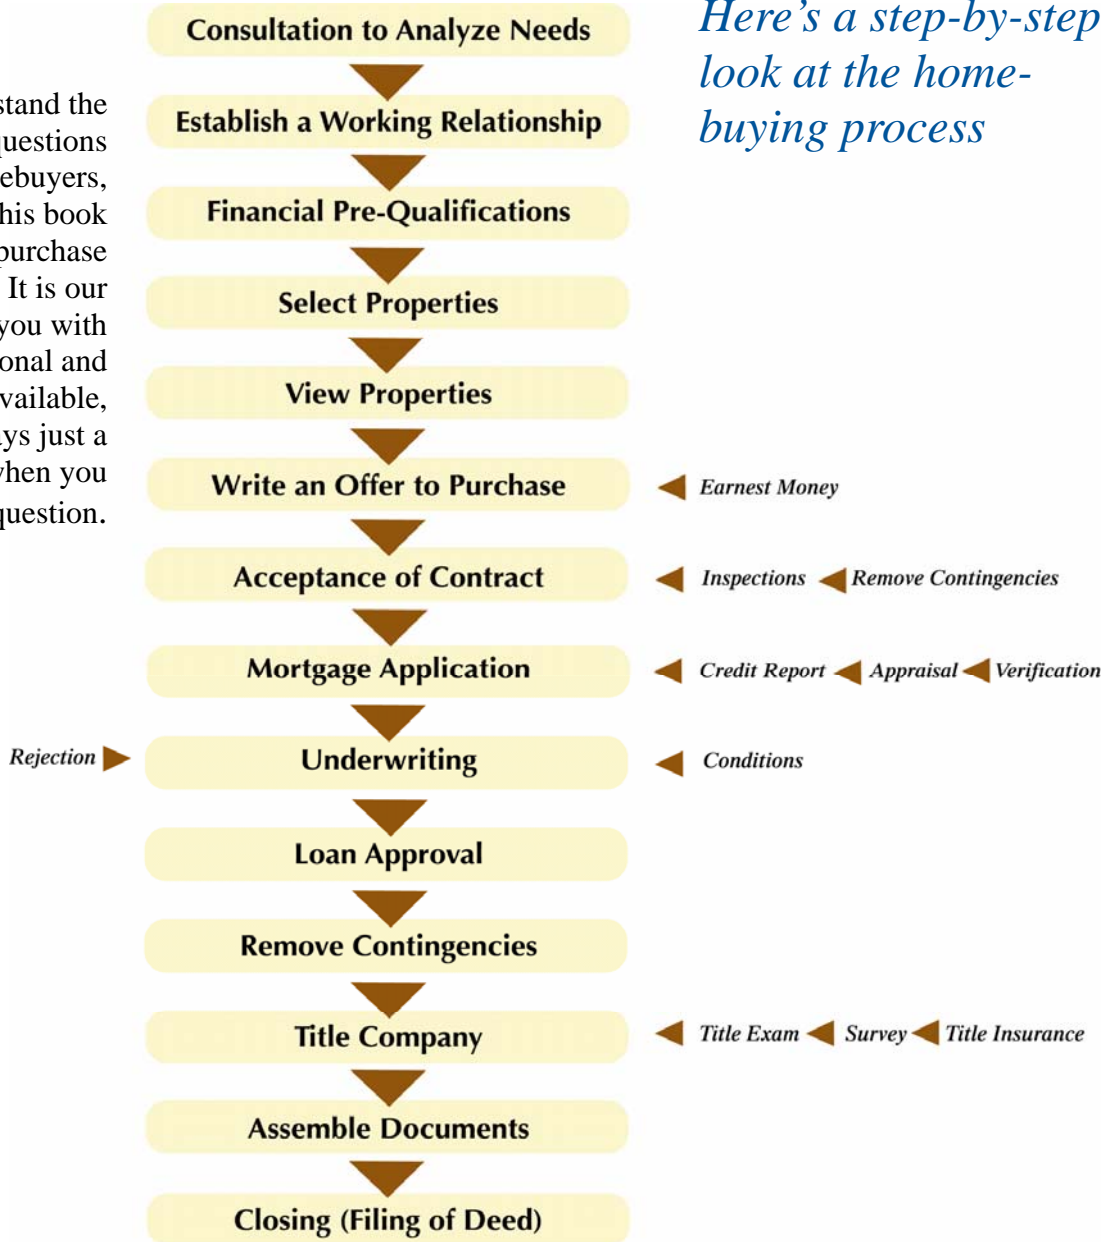 Here's a step-by-step
look at the home-
buying process
stand the
questions
ebuyers,
his book
purchase
It is our
you with
onal and
vailable,
ys just a
when you
question.
Consultation to Analyze Needs
Establish a Working Relationship
Financial Pre-Qualifications
Select Properties
View Properties
Write an Offer to Purchase
Earnest Money
Acceptance of Contract
Inspections Remove Contingencies
Mortgage Application
Credit Report Appraisal Verification
Rejection
Underwriting
Conditions
Loan Approval
Remove Contingencies
Title Company
Title Exam Survey Title Insurance
Assemble Documents
Closing (Filing of Deed)